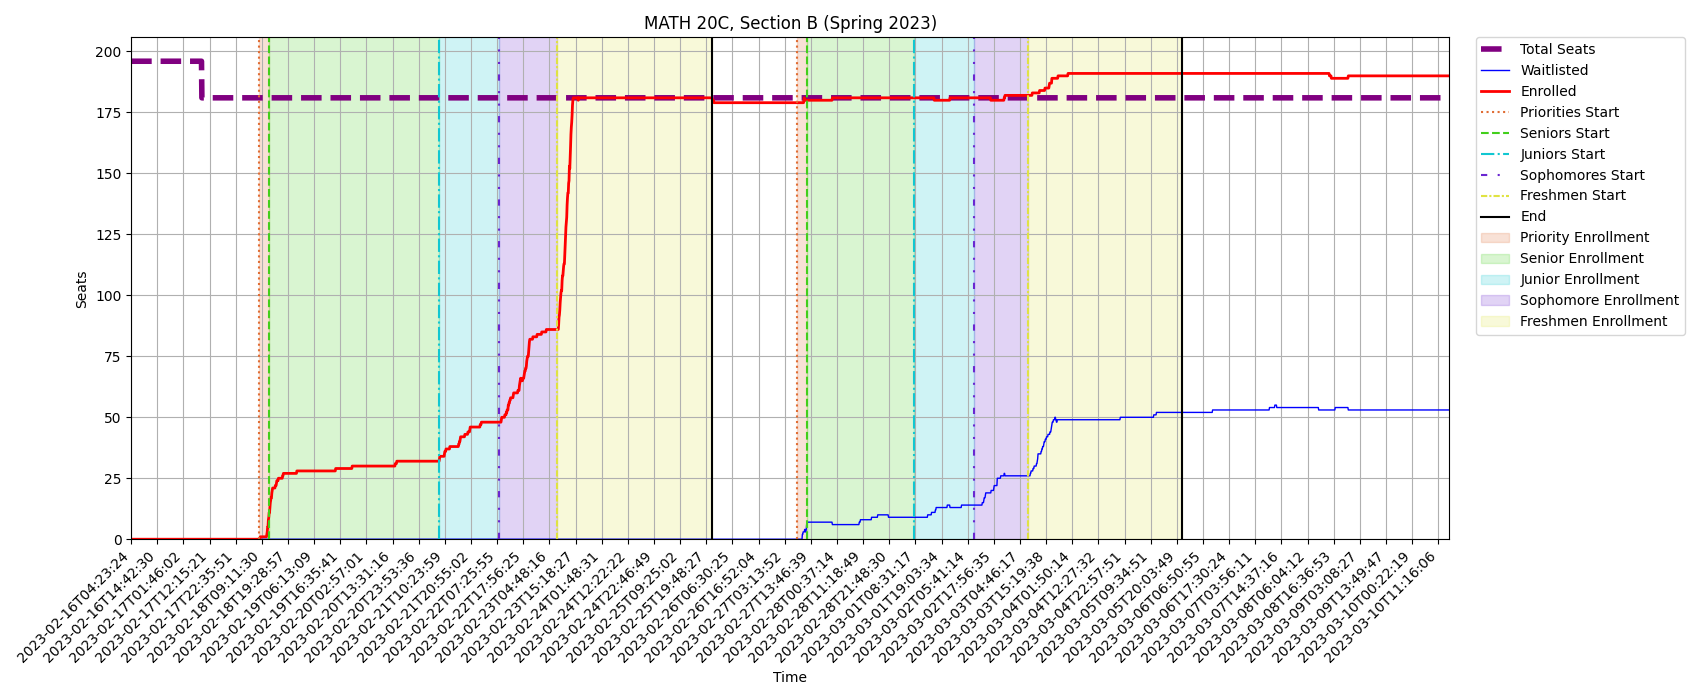 MATH 20C, Section B (Spring 2023)
Seats
200
175
150
125
100
75
50
25
0
2023-02-16T04:23:24
2023-02-16T14:42:30
2023-02-17T01:46:02
2023-02-17T12:15:21
2023-02-17T22:35:51
2023-02-18T09:11:30
2023-02-18T19:28:57
2023-02-19T06:13:09
2023-02-19T16:35:41
2023-02-20T02:57:01
2023-02-20T13:31:16
2023-02-20T23:53:36
2023-02-21T10:23:59
2023-02-21T20:55:02
2023-02-22T07:25:55
2023-02-22T17:56:25
2023-02-23T04:48:16
2023-02-23T15:18:27
2023-02-24T01:48:31
2023-02-24T12:22:22
2023-02-24T22:46:49
2023-02-25T09:25:02
2023-02-25T19:48:27
2023-02-26T06:30:25
2023-02-26T16:52:04
2023-02-27T03:13:52
2023-02-27T13:46:39
2023-02-28T00:37:14
2023-02-28T11:18:49
2023-02-28T21:48:30
2023-03-01T08:31:17
2023-03-01T19:03:34
2023-03-02T05:41:14
2023-03-02T17:56:35
2023-03-03T04:46:17
2023-03-03T15:19:38
2023-03-04T01:50:14
2023-03-04T12:27:32
2023-03-04T22:57:51
2023-03-05T09:34:51
2023-03-05T20:03:49
2023-03-06T06:50:55
2023-03-06T17:30:24
2023-03-07T03:56:11
2023-03-07T14:37:16
2023-03-08T06:04:12
2023-03-08T16:36:53
2023-03-09T03:08:27
2023-03-09T13:49:47
2023-03-10T00:22:19
2023-03-10T11:16:06
Time
Total Seats
Waitlisted
Enrolled
Priorities Start
Seniors Start
Juniors Start
Sophomores Start
Freshmen Start
End
Priority Enrollment
Senior Enrollment
Junior Enrollment
Sophomore Enrollment
Freshmen Enrollment